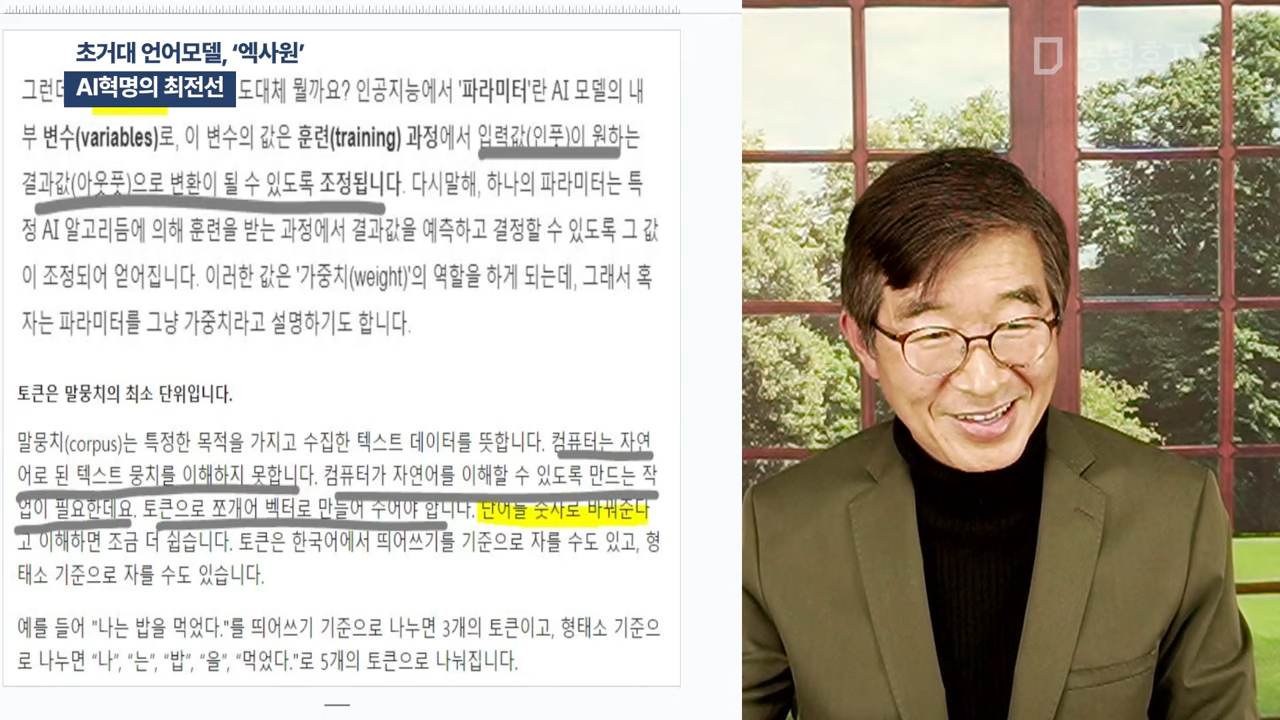 초거대 언어모델, ‘엑사원’
AI혁명의 최전선
공병호TV
그런데 도대체 뭘까요? 인공지능에서 '파라미터'란 AI 모델의 내
부 변수(variables)로, 이 변수의 값은 훈련(training) 과정에서 입력값(인풋)이 원하는
결과값(아웃풋)으로 변환이 될 수 있도록 조정됩니다. 다시말해, 하나의 파라미터는 특
정 AI 알고리듬에 의해 훈련을 받는 과정에서 결과값을 예측하고 결정할 수 있도록 그 값
이 조정되어 얻어집니다. 이러한 값은 '가중치(weight)'의 역할을 하게 되는데, 그래서 혹
자는 파라미터를 그냥 가중치라고 설명하기도 합니다.
토큰은 말뭉치의 최소 단위입니다.
말뭉치(corpus)는 특정한 목적을 가지고 수집한 텍스트 데이터를 뜻합니다. 컴퓨터는 자연
어로 된 텍스트 뭉치를 이해하지 못합니다. 컴퓨터가 자연어를 이해할 수 있도록 만드는 작
업이 필요한데요. 토큰으로 쪼개어 벡터로 만들어 주어야 합니다. 단어를 숫자로 바꿔준다
고 이해하면 조금 더 쉽습니다. 토큰은 한국어에서 띄어쓰기를 기준으로 자를 수도 있고, 형
태소 기준으로 자를 수도 있습니다.
예를 들어 "나는 밥을 먹었다."를 띄어쓰기 기준으로 나누면 3개의 토큰이고, 형태소 기준으
로 나누면 “나”, “는”, “밥”, “을”, “먹었다.”로 5개의 토큰으로 나눠집니다.